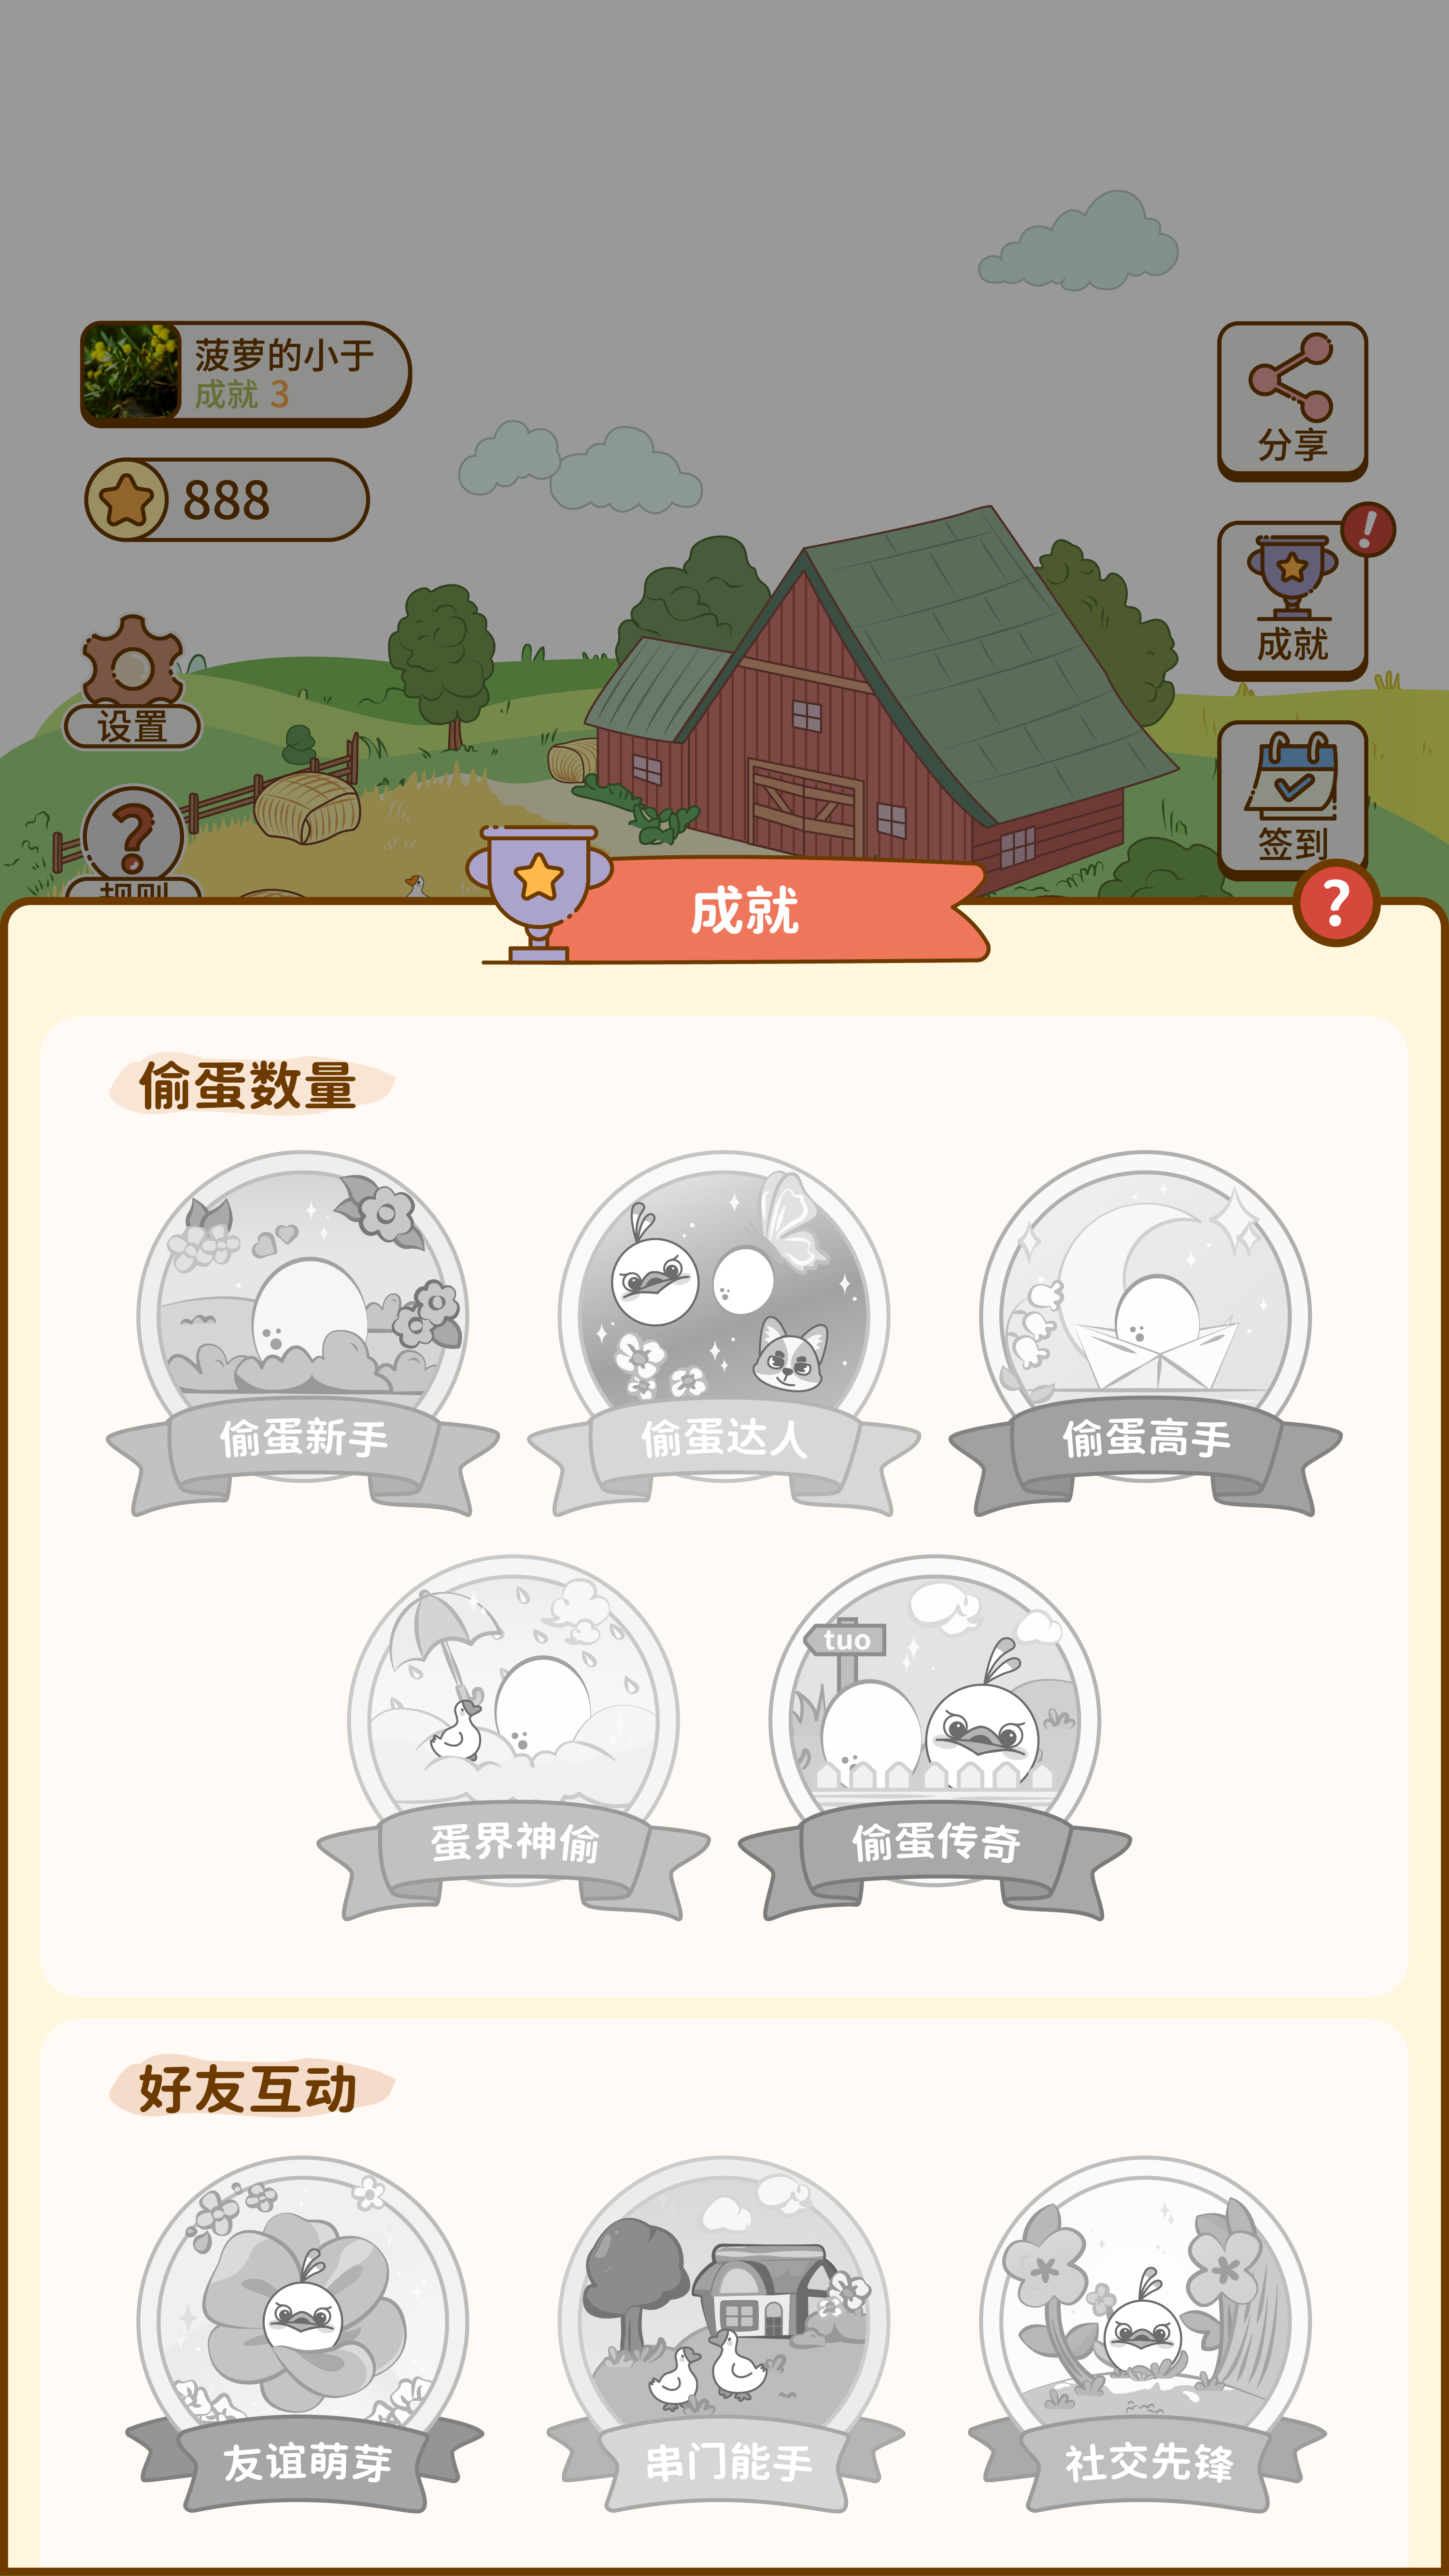 菠萝的小于
成就 3
888
分享
成就
设置
签到
规则
成就
偷蛋数量
偷蛋新手
偷蛋达人
偷蛋高手
tuo
蛋界神偷
偷蛋传奇
好友互动
友谊萌芽
串门能手
社交先锋